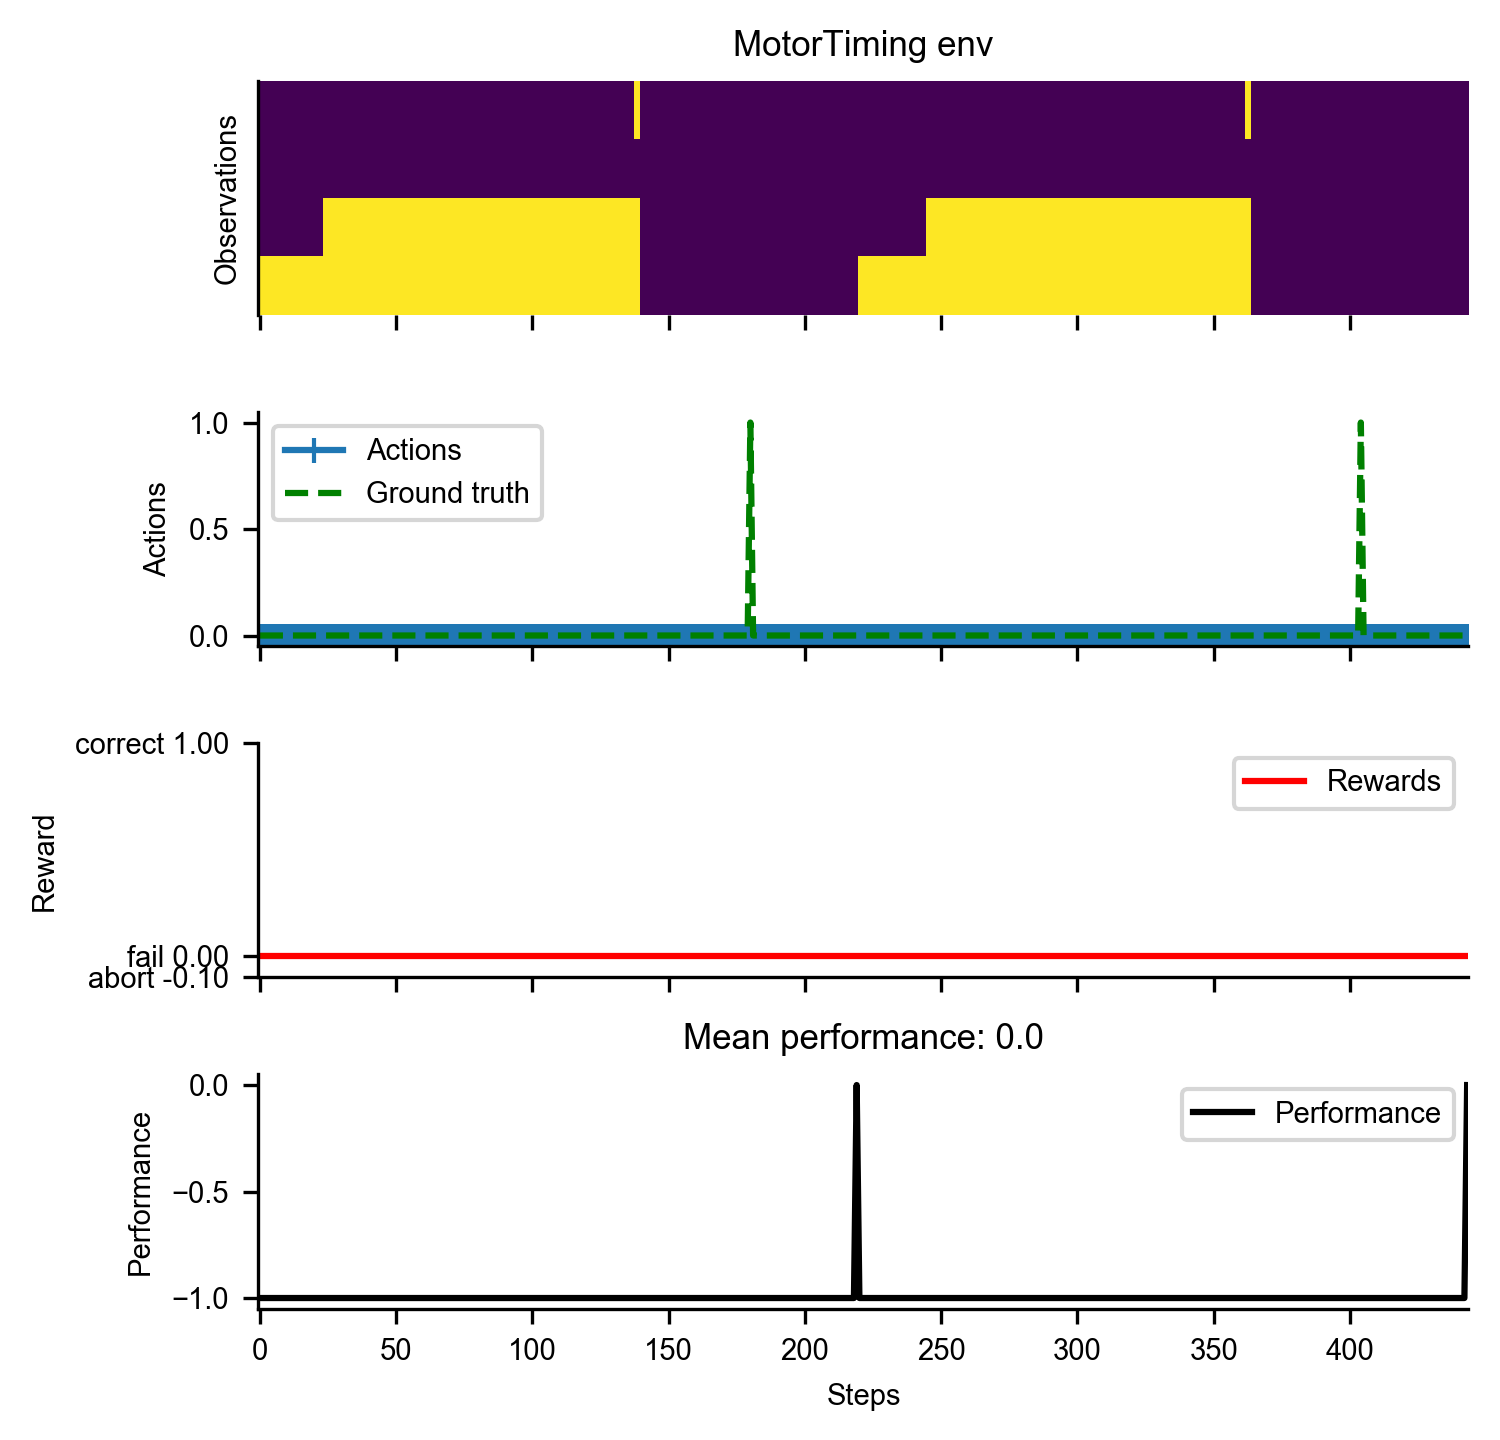 MotorTiming env
Observations
1.0
0.5
0.0
Actions
Actions
Ground truth
correct 1.00
fail 0.00
abort -0.10
Reward
Rewards
Mean performance: 0.0
0.0
−0.5
−1.0
Performance
Performance
0 50 100 150 200 250 300 350 400
Steps